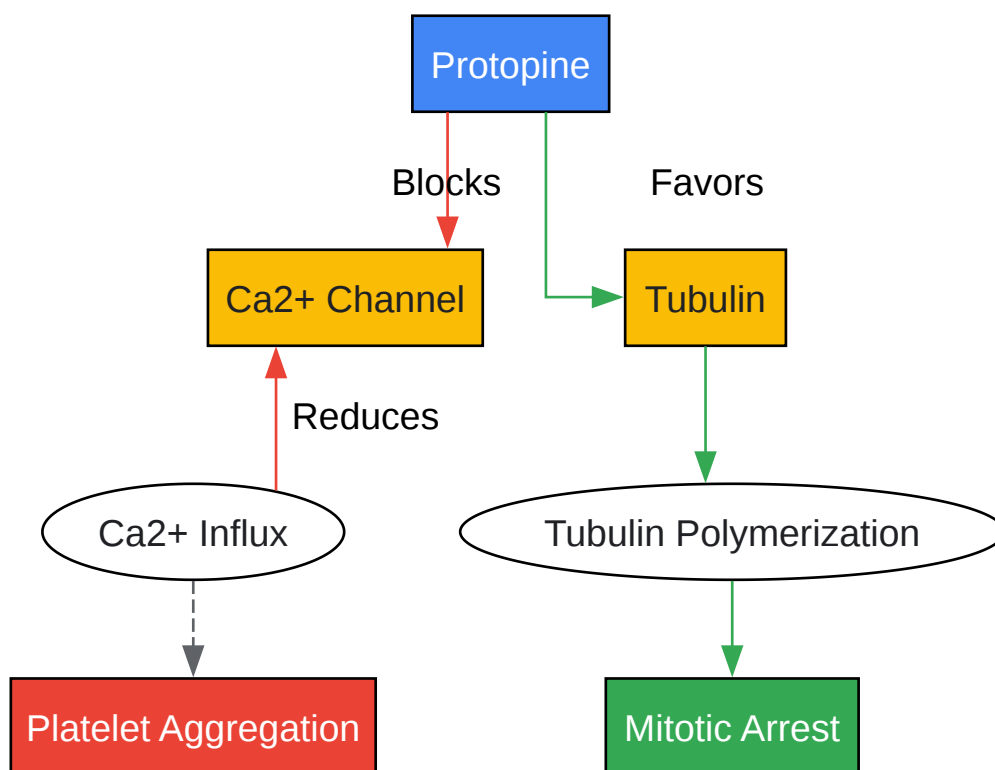 Protopine
Blocks
Favors
Ca2+ Channel
Tubulin
Reduces
Ca2+ Influx
Tubulin Polymerization
Platelet Aggregation
Mitotic Arrest